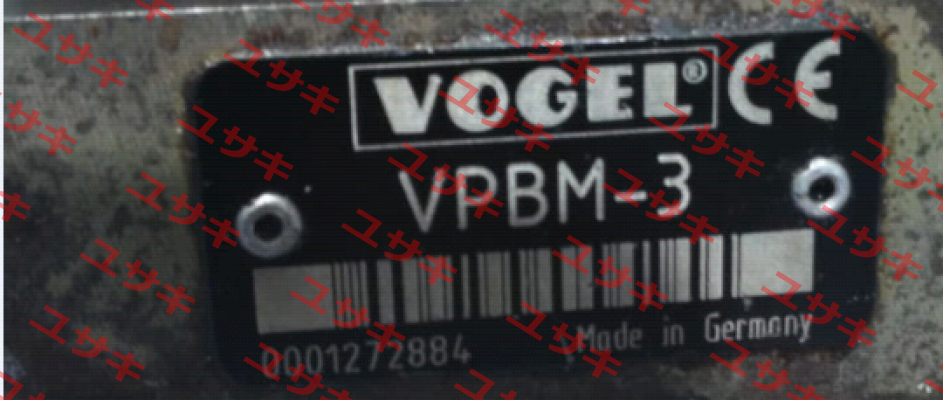 VOGEL® CE
VPBM-3
0001272884 Made in Germany
ユサキ